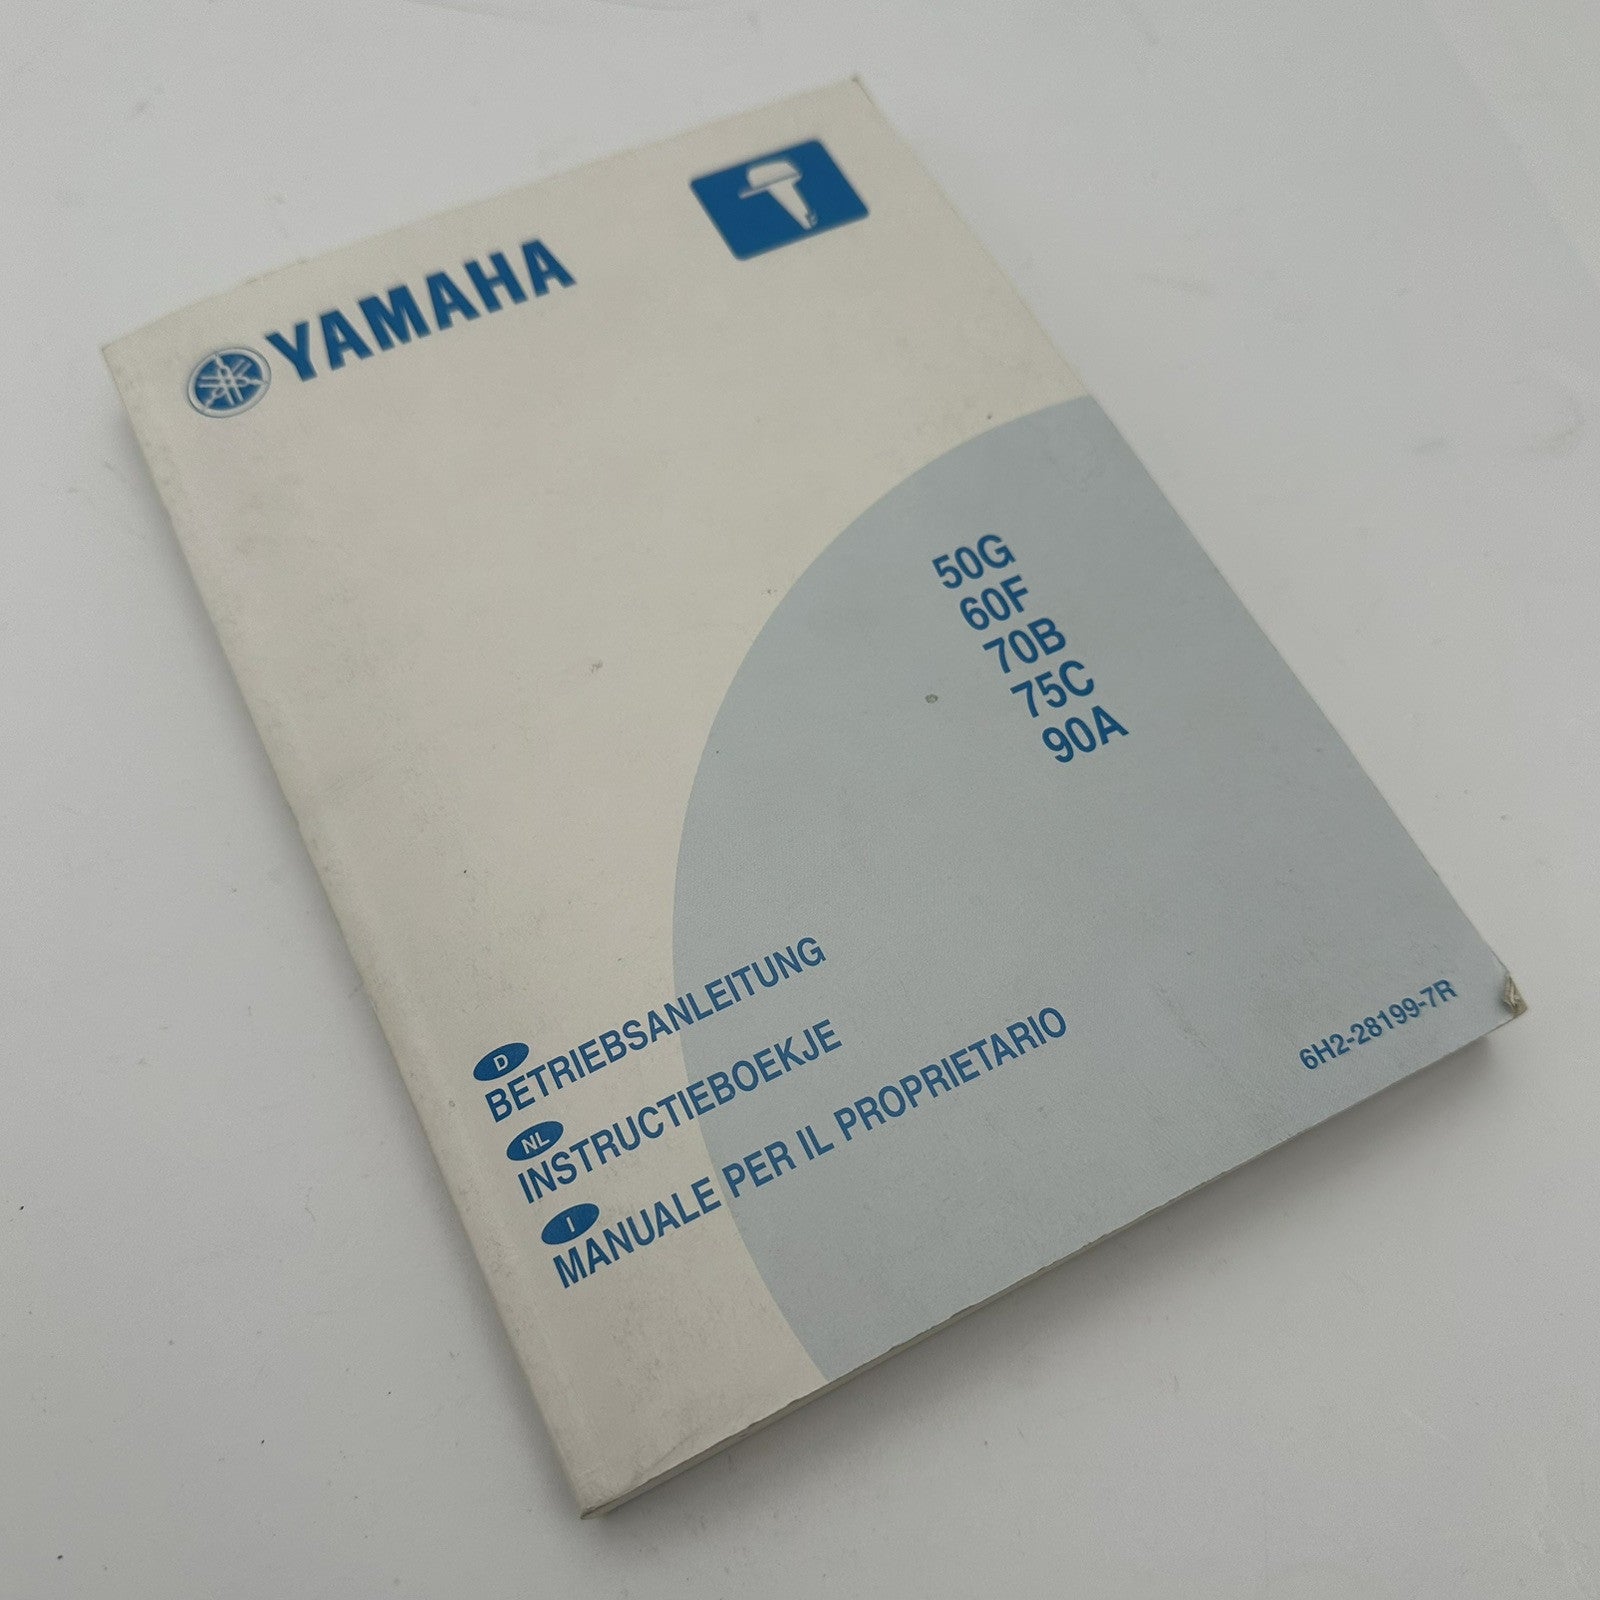 YAMAHA
50G
60F
70B
75C
90A
D
BETRIEBSANLEITUNG
NL
INSTRUCTIEBOEKJE
I
MANUALE PER IL PROPRIETARIO
6H2-28199-7R